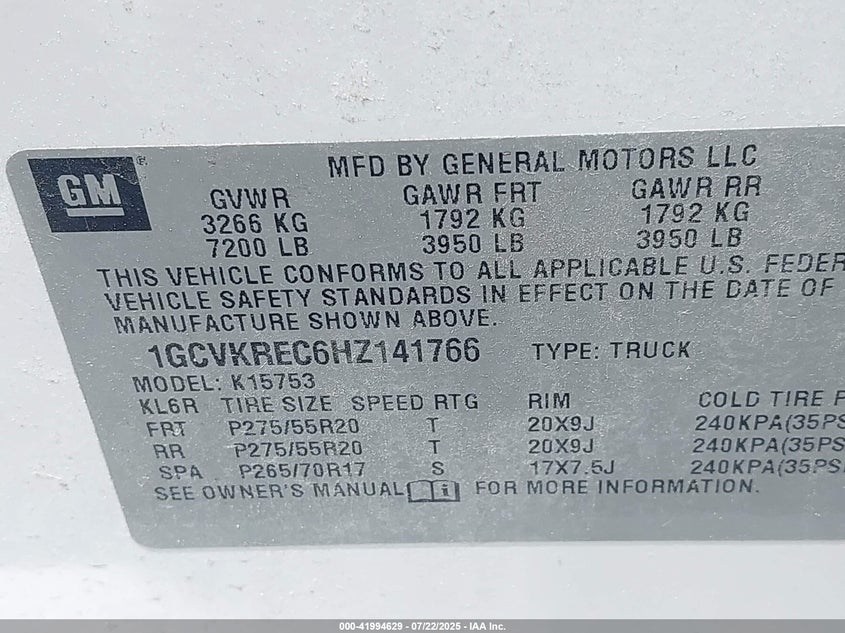 GM®
MFD BY GENERAL MOTORS LLC
GVWR GAWR FRT GAWR RR
3266 KG 1792 KG 1792 KG
7200 LB 3950 LB 3950 LB
THIS VEHICLE CONFORMS TO ALL APPLICABLE U.S. FEDER
VEHICLE SAFETY STANDARDS IN EFFECT ON THE DATE OF
MANUFACTURE SHOWN ABOVE.
1GCVKREC6HZ141766 TYPE: TRUCK
MODEL: K15753
KL6R TIRE SIZE SPEED RTG RIM COLD TIRE P
FRT P275/55R20 T 20X9J 240KPA(35PS
RR P275/55R20 T 20X9J 240KPA(35PS
SPA P265/70R17 S 17X7.5J 240KPA(35PS
SEE OWNER'S MANUAL i FOR MORE INFORMATION.
000-41994629 - 07/22/2025 - IAA Inc.